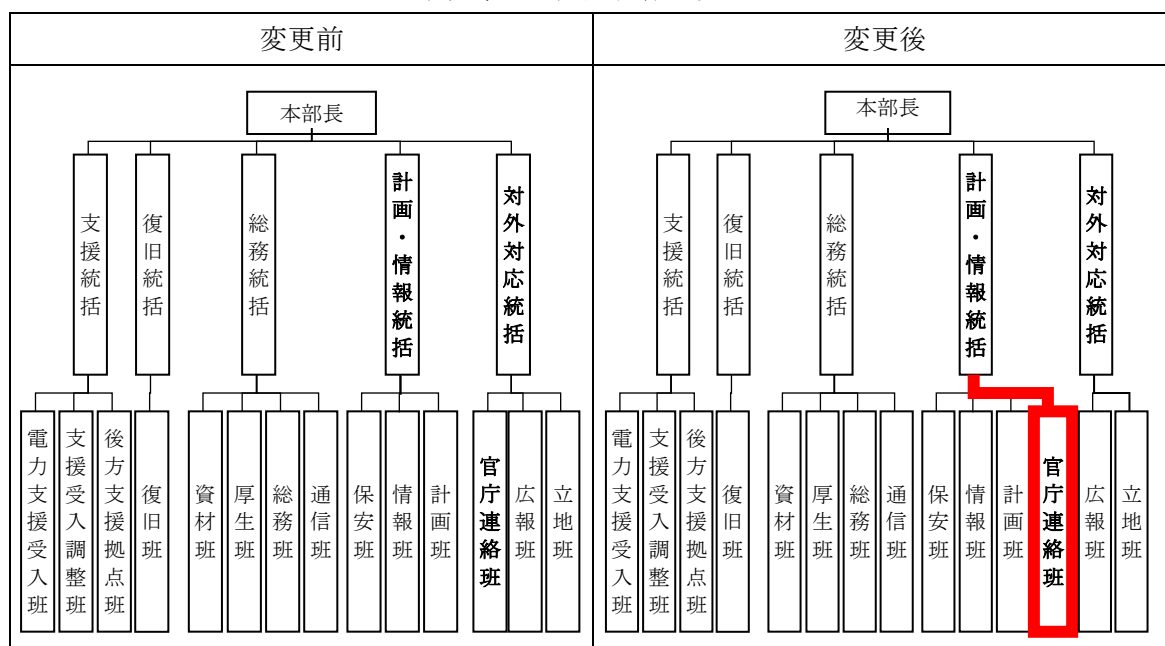 変更前
変更後
本部長
支援統括
復旧統括
総務統括
計画・情報統括
対外対応統括
電力支援受入班
支援受入調整班
後方支援拠点班
復旧班
資材班
厚生班
総務班
通信班
保安班
情報班
計画班
官庁連絡班
広報班
立地班
本部長
支援統括
復旧統括
総務統括
計画・情報統括
対外対応統括
電力支援受入班
支援受入調整班
後方支援拠点班
復旧班
資材班
厚生班
総務班
通信班
保安班
情報班
計画班
官庁連絡班
広報班
立地班